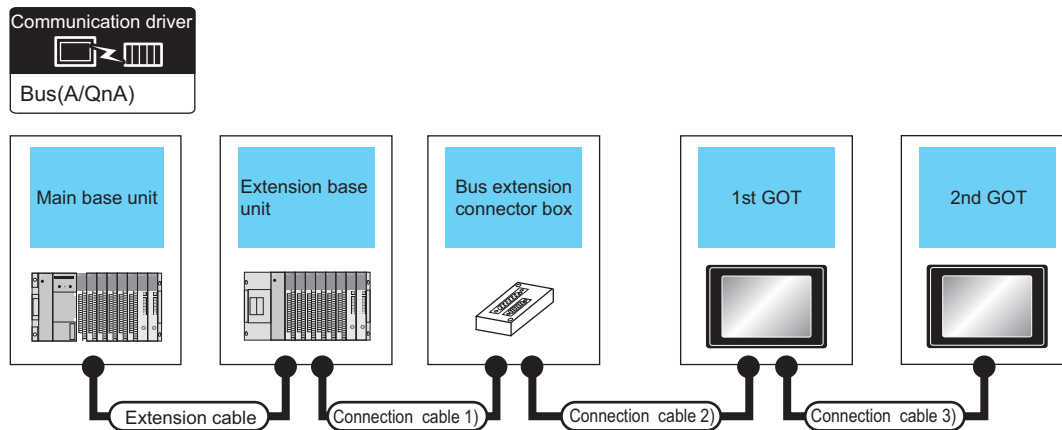 Communication driver
Bus(A/QnA)
Main base unit
Extension base
unit
Bus extension
connector box
1st GOT
2nd GOT
Extension cable
Connection cable 1)
Connection cable 2)
Connection cable 3)